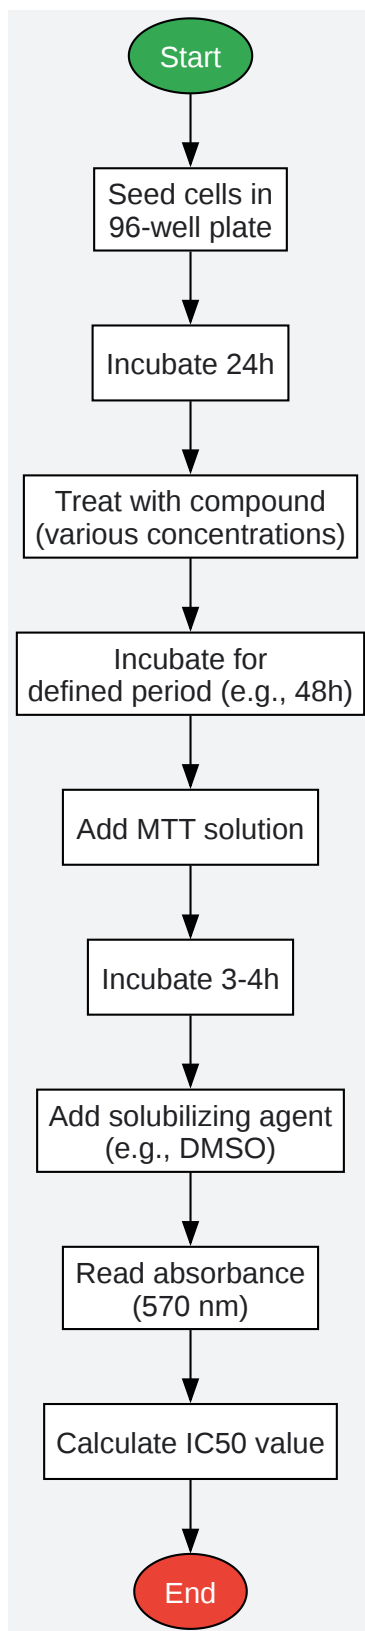 Start
Seed cells in
96-well plate
Incubate 24h
Treat with compound
(various concentrations)
Incubate for
defined period (e.g., 48h)
Add MTT solution
Incubate 3-4h
Add solubilizing agent
(e.g., DMSO)
Read absorbance
(570 nm)
Calculate IC50 value
End